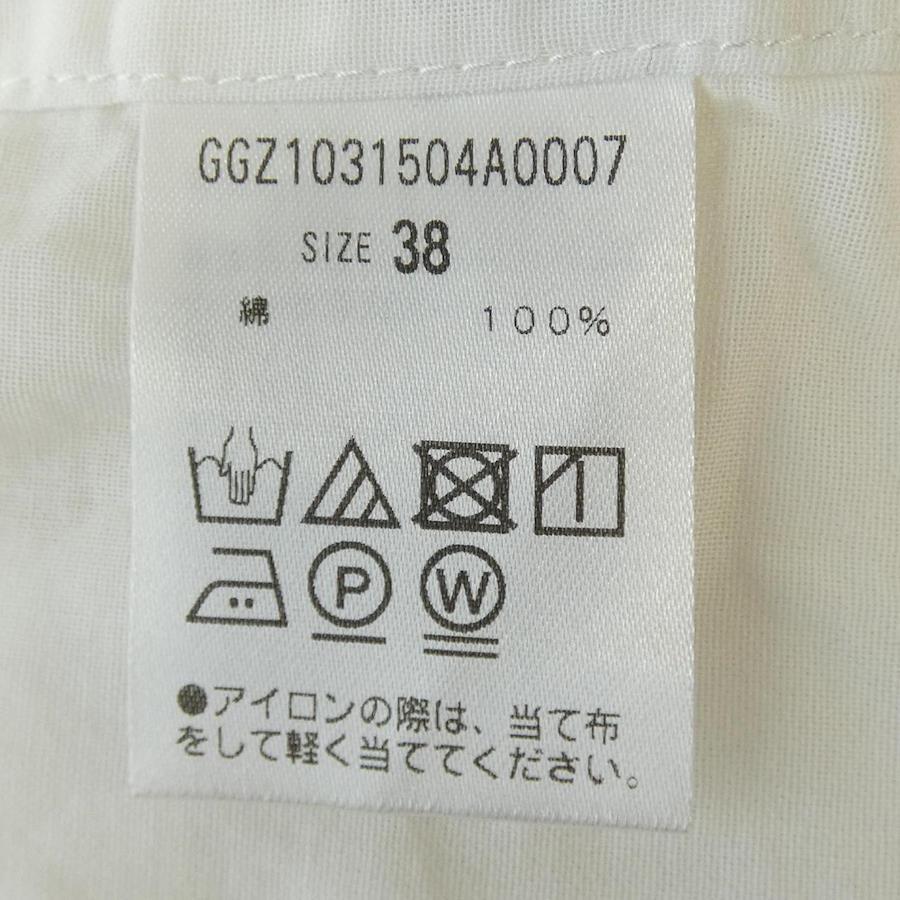 GGZ1031504A0007
SIZE 38
綿 100%
P W
●アイロンの際は、当て布
をして軽く当ててください。